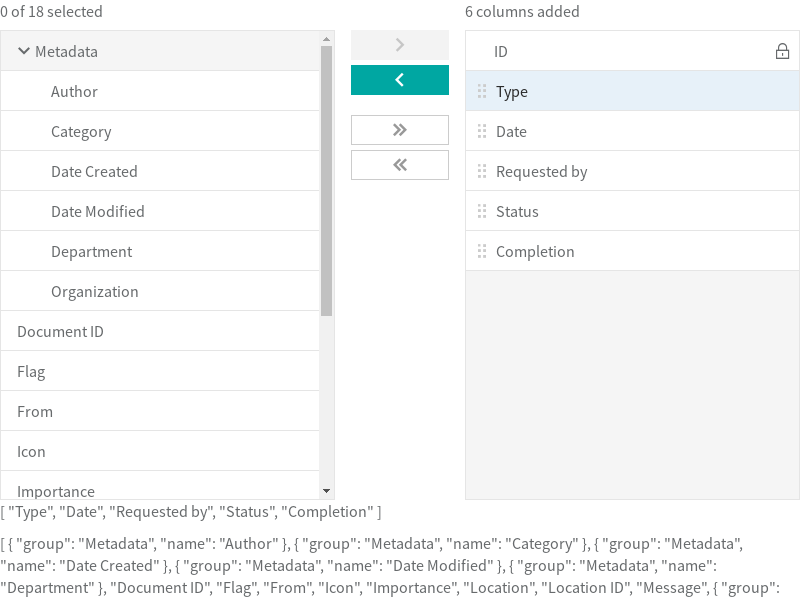 0 of 18 selected
6 columns added
Metadata
Author
Category
Date Created
Date Modified
Department
Organization
Document ID
Flag
From
Icon
Importance
ID
Type
Date
Requested by
Status
Completion
[ "Type", "Date", "Requested by", "Status", "Completion" ]
[ { "group": "Metadata", "name": "Author" }, { "group": "Metadata", "name": "Category" }, { "group": "Metadata",
"name": "Date Created" }, { "group": "Metadata", "name": "Date Modified" }, { "group": "Metadata", "name":
"Department" }, "Document ID", "Flag", "From", "Icon", "Importance", "Location", "Location ID", "Message", { "group":